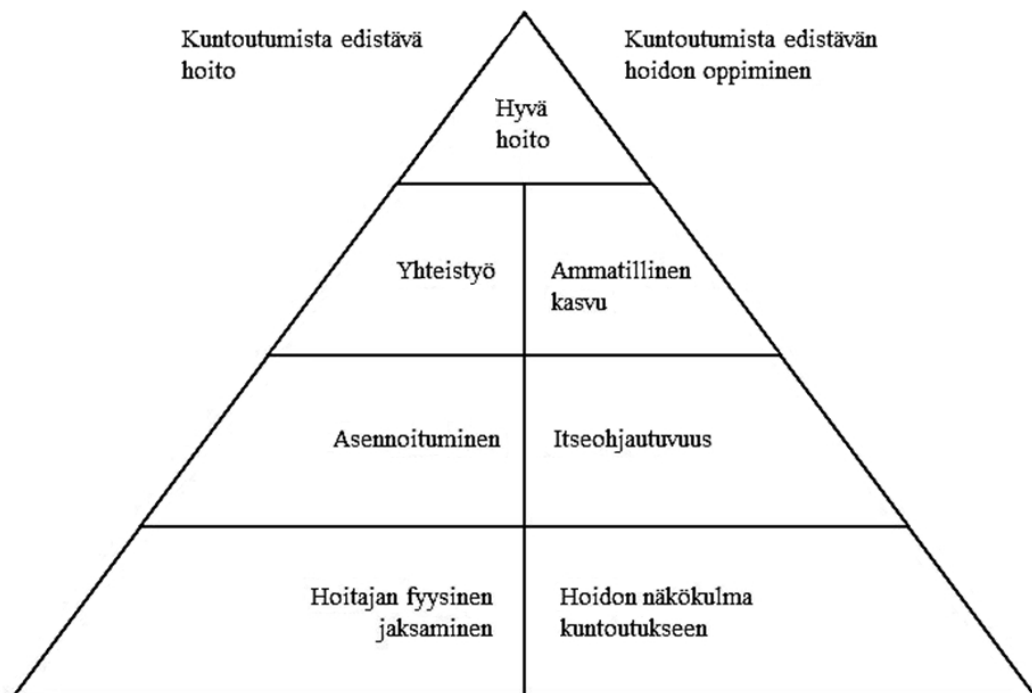 Kuntoutumista edistävä
hoito
Kuntoutumista edistävän
hoidon oppiminen
Hyvä
hoito
Yhteistyö
Ammatillinen
kasvu
Asennoituminen
Itseohjautuvuus
Hoitajan fyysinen
jaksaminen
Hoidon näkökulma
kuntoutukseen